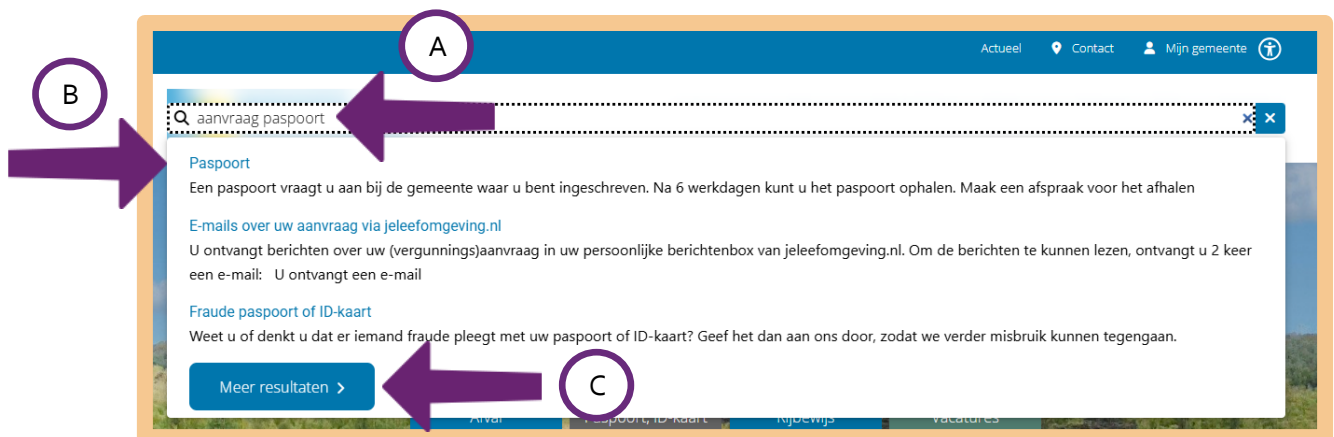 A
Actueel Contact Mijn gemeente
B
aanvraag paspoort
Paspoort
Een paspoort vraagt u aan bij de gemeente waar u bent ingeschreven. Na 6 werkdagen kunt u het paspoort ophalen. Maak een afspraak voor het afhalen
E-mails over uw aanvraag via jeleefomgeving.nl
U ontvangt berichten over uw (vergunnings)aanvraag in uw persoonlijke berichtenbox van jeleefomgeving.nl. Om de berichten te kunnen lezen, ontvangt u 2 keer
een e-mail: U ontvangt een e-mail
Fraude paspoort of ID-kaart
Weet u of denkt u dat er iemand fraude pleegt met uw paspoort of ID-kaart? Geef het dan aan ons door, zodat we verder misbruik kunnen tegengaan.
Meer resultaten
C
Afval Paspoort, ID-kaart Rijbewijs Vacatures